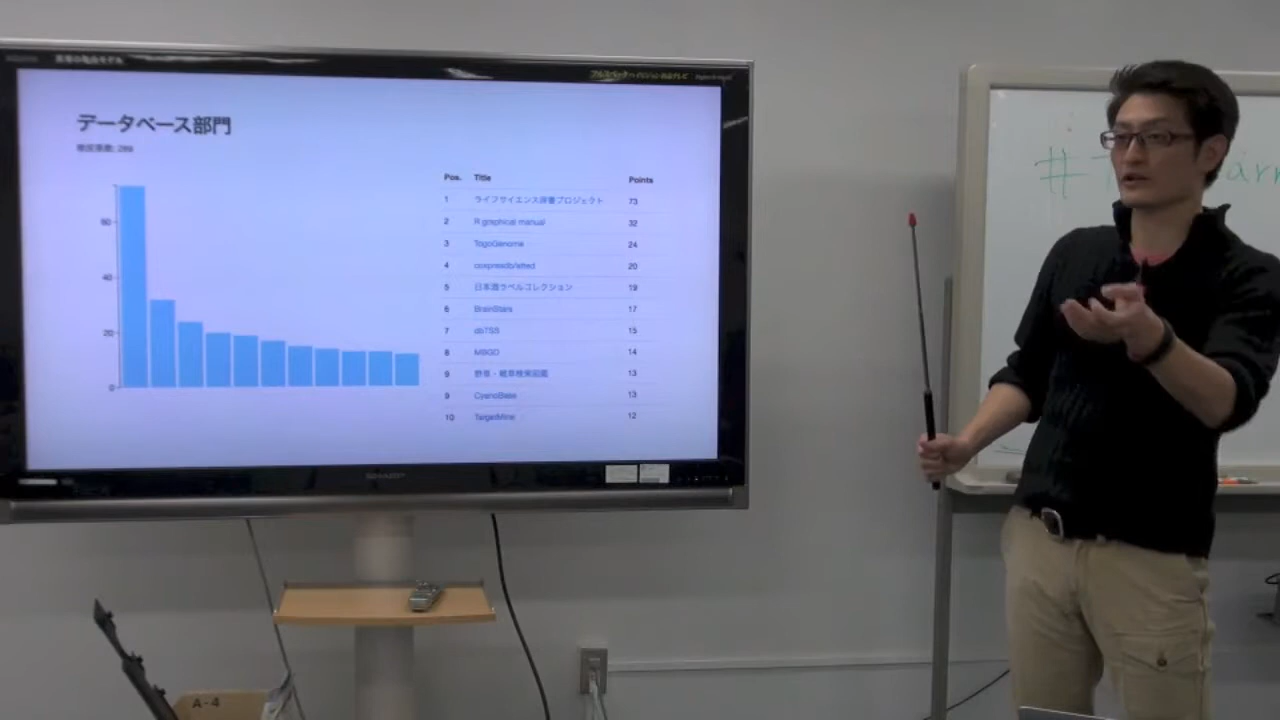 データベース部門
Pos. Title Points
1 ライフサイエンス辞書プロジェクト 73
2 R graphical manual 32
3 TogoGenome 24
4 coxpresdb/atted 20
5 日本語ラベルコレクション 19
6 BrainStars 17
7 dbTSS 15
8 MBGD 14
9 野草・雑草検索図鑑 13
9 CyanoBase 13
10 TargetMine 12
60
40
20
0
SHARP
A-4
#